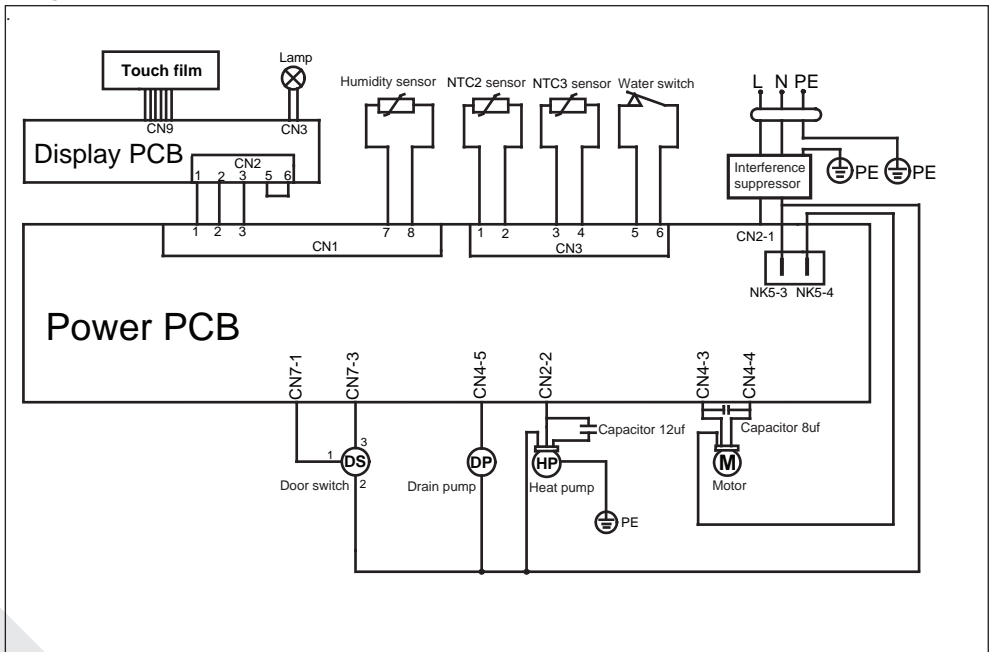 Touch film
Lamp
Humidity sensor
NTC2 sensor
NTC3 sensor
Water switch
L N PE
CN9
CN3
Display PCB
CN2
1 2 3 5 6
Interference
suppressor
PE
PE
1 2 3
CN1
7 8
1 2 3 4 5 6
CN3
CN2-1
NK5-3 NK5-4
Power PCB
CN7-1
CN7-3
CN4-5
CN2-2
CN4-3
CN4-4
Capacitor 12uf
Capacitor 8uf
3
1
DS
2
DP
HP
M
Door switch
Drain pump
Heat pump
Motor
PE